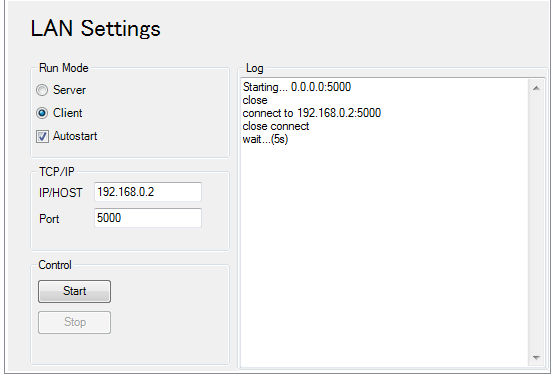 LAN Settings
Run Mode
Server
Client
Autostart
TCP/IP
IP/HOST 192.168.0.2
Port 5000
Control
Start
Stop
Log
Starting... 0.0.0.0:5000
close
connect to 192.168.0.2:5000
close connect
wait...(5s)